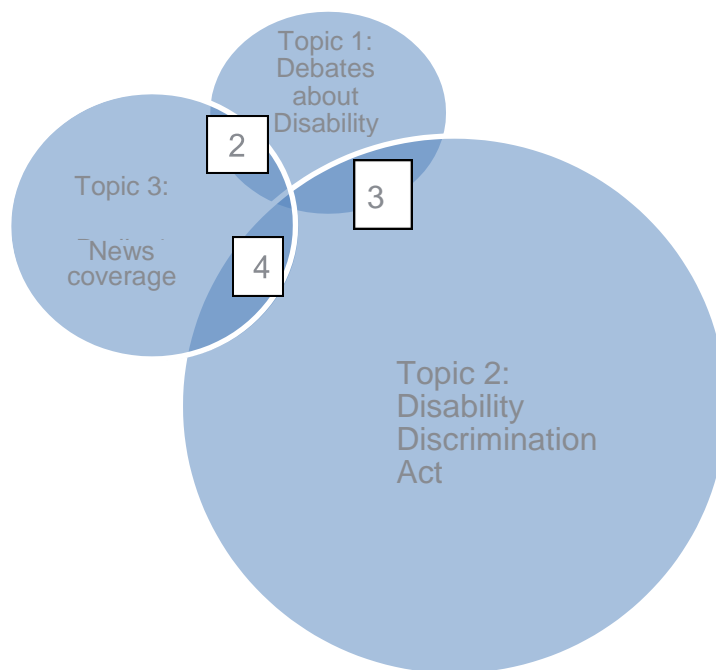 Topic 1:
Debates
about
Disability
2
3
Topic 3:
News
coverage
4
Topic 2:
Disability
Discrimination
Act